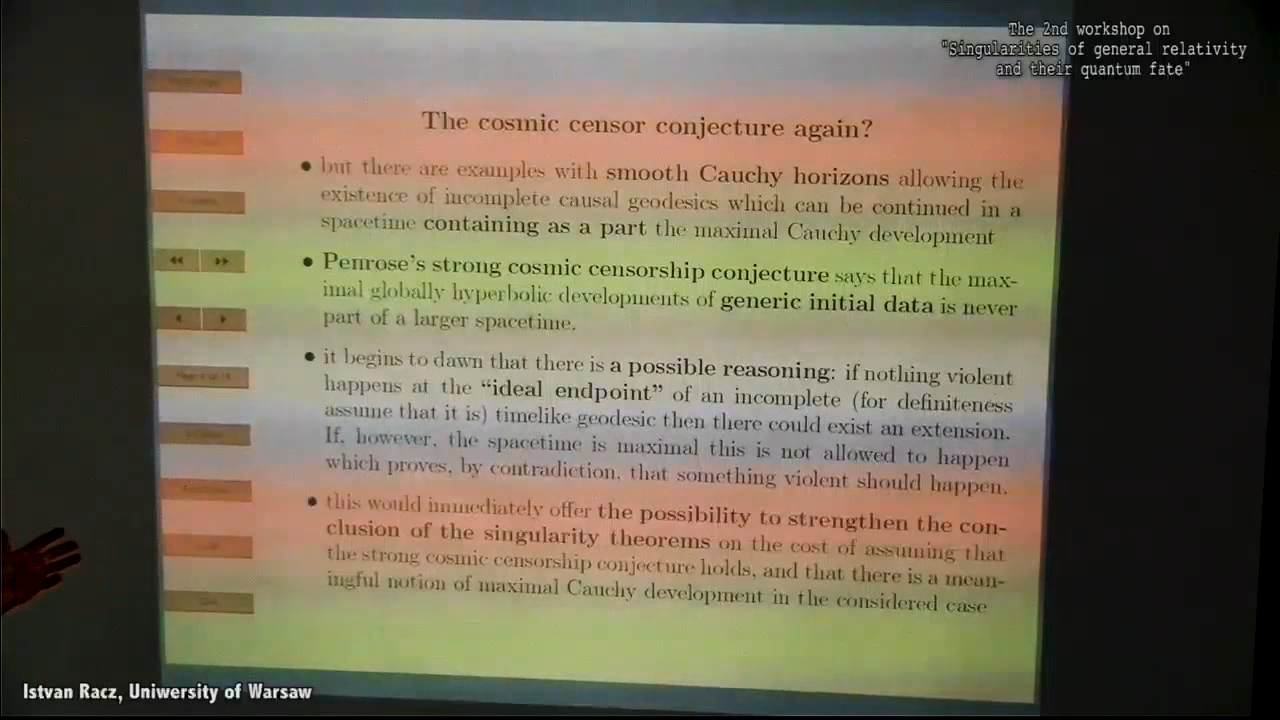 The 2nd workshop on
"Singularities of general relativity
and their quantum fate"
The cosmic censor conjecture again?
• but there are examples with smooth Cauchy horizons allowing the
existence of incomplete causal geodesics which can be continued in a
spacetime containing as a part the maximal Cauchy development
• Penrose's strong cosmic censorship conjecture says that the max-
imal globally hyperbolic developments of generic initial data is never
part of a larger spacetime.
• it begins to dawn that there is a possible reasoning: if nothing violent
happens at the “ideal endpoint” of an incomplete (for definiteness
assume that it is) timelike geodesic then there could exist an extension.
If, however, the spacetime is maximal this is not allowed to happen
which proves, by contradiction, that something violent should happen.
• this would immediately offer the possibility to strengthen the con-
clusion of the singularity theorems on the cost of assuming that
the strong cosmic censorship conjecture holds, and that there is a mean-
ingful notion of maximal Cauchy development in the considered case
Istvan Racz, Uniwersity of Warsaw